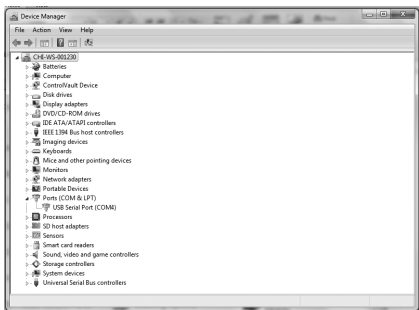 Device Manager
File Action View Help
CHI-WS-001230
Batteries
Computer
ControlVault Device
Disk drives
Display adapters
DVD/CD-ROM drives
IDE ATA/ATAPI controllers
IEEE 1394 Bus host controllers
Imaging devices
Keyboards
Mice and other pointing devices
Monitors
Network adapters
Portable Devices
Ports (COM & LPT)
USB Serial Port (COM4)
Processors
SD host adapters
Sensors
Smart card readers
Sound, video and game controllers
Storage controllers
System devices
Universal Serial Bus controllers